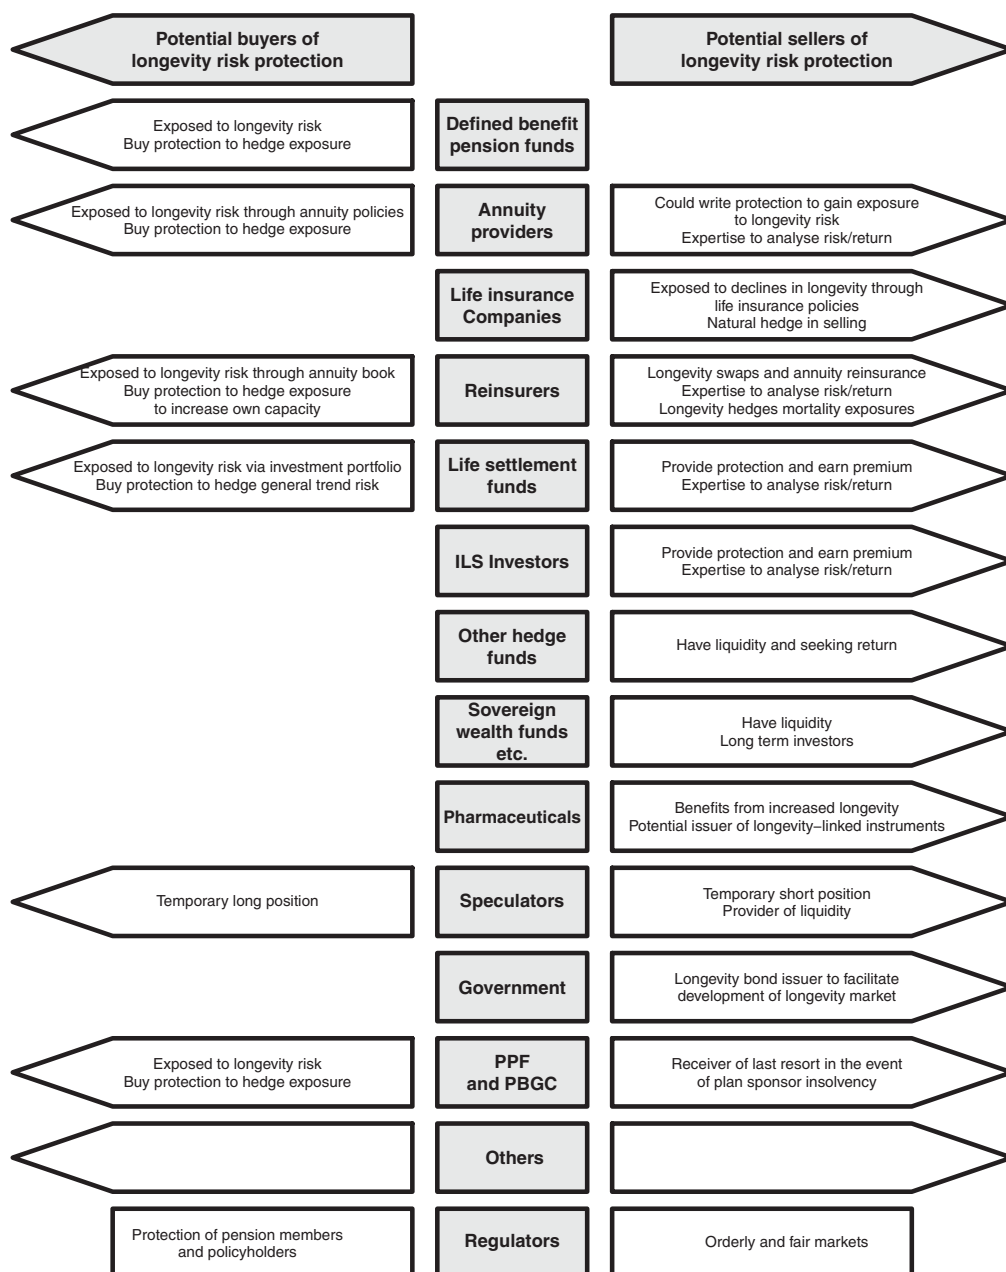 Potential buyers of
longevity risk protection
Potential sellers of
longevity risk protection
Exposed to longevity risk
Buy protection to hedge exposure
Defined benefit
pension funds
Exposed to longevity risk through annuity policies
Buy protection to hedge exposure
Annuity
providers
Could write protection to gain exposure
to longevity risk
Expertise to analyse risk/return
Life insurance
Companies
Exposed to declines in longevity through
life insurance policies
Natural hedge in selling
Exposed to longevity risk through annuity book
Buy protection to hedge exposure
to increase own capacity
Reinsurers
Longevity swaps and annuity reinsurance
Expertise to analyse risk/return
Longevity hedges mortality exposures
Exposed to longevity risk via investment portfolio
Buy protection to hedge general trend risk
Life settlement
funds
Provide protection and earn premium
Expertise to analyse risk/return
ILS Investors
Provide protection and earn premium
Expertise to analyse risk/return
Other hedge
funds
Have liquidity and seeking return
Sovereign
wealth funds
etc.
Have liquidity
Long term investors
Pharmaceuticals
Benefits from increased longevity
Potential issuer of longevity−linked instruments
Temporary long position
Speculators
Temporary short position
Provider of liquidity
Government
Longevity bond issuer to facilitate
development of longevity market
Exposed to longevity risk
Buy protection to hedge exposure
PPF
and PBGC
Receiver of last resort in the event
of plan sponsor insolvency
Others
Protection of pension members
and policyholders
Regulators
Orderly and fair markets